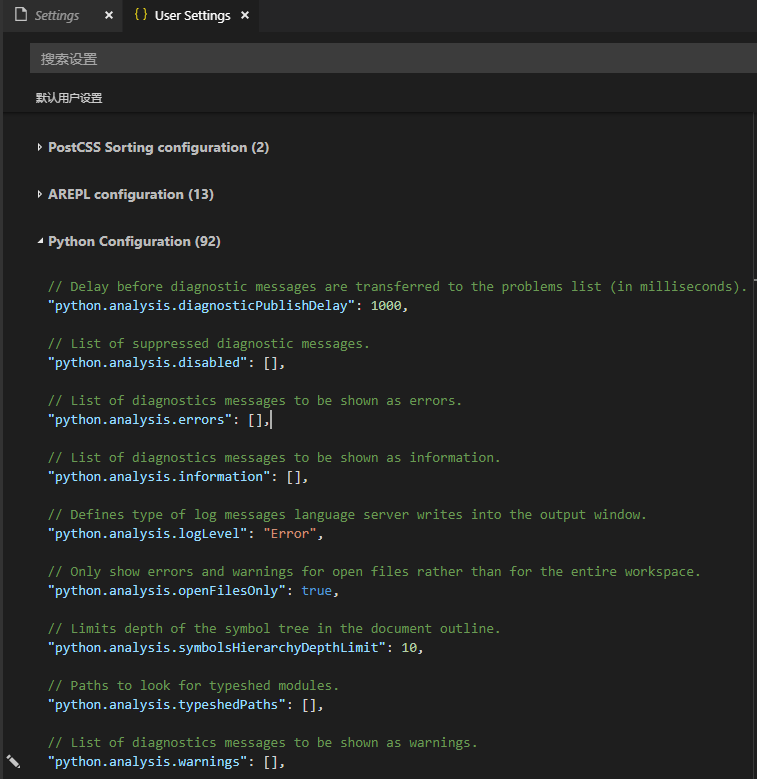 Settings × { } User Settings ×
搜索设置
默认用户设置
PostCSS Sorting configuration (2)
AREPL configuration (13)
Python Configuration (92)
// Delay before diagnostic messages are transferred to the problems list (in milliseconds).
"python.analysis.diagnosticPublishDelay": 1000,
// List of suppressed diagnostic messages.
"python.analysis.disabled": [],
// List of diagnostics messages to be shown as errors.
"python.analysis.errors": [],
// List of diagnostics messages to be shown as information.
"python.analysis.information": [],
// Defines type of log messages language server writes into the output window.
"python.analysis.logLevel": "Error",
// Only show errors and warnings for open files rather than for the entire workspace.
"python.analysis.openFilesOnly": true,
// Limits depth of the symbol tree in the document outline.
"python.analysis.symbolsHierarchyDepthLimit": 10,
// Paths to look for typeshed modules.
"python.analysis.typeshedPaths": [],
// List of diagnostics messages to be shown as warnings.
"python.analysis.warnings": [],